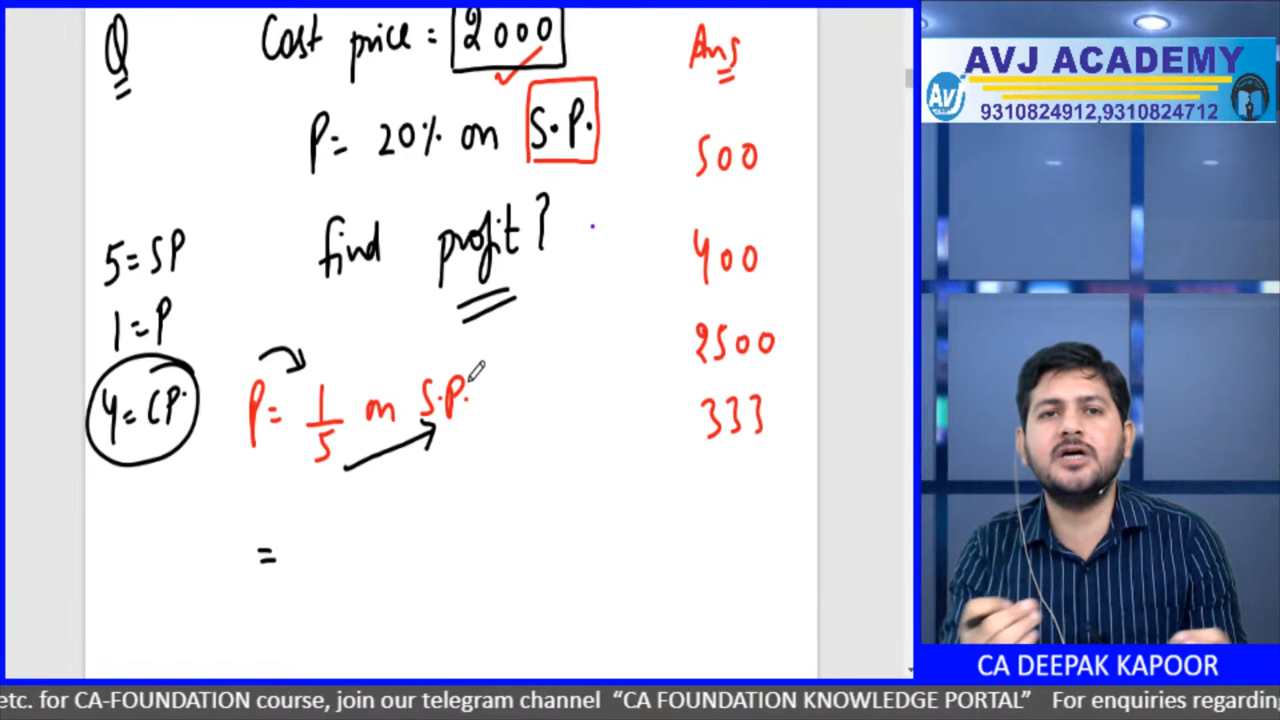 Q Cost price = 2000
P = 20% on S.P.
find profit?
5 = SP
1 = P
4 = CP
P = 1/5 on S.P.
=
Ans
500
400
2500
333
AVJ ACADEMY
AVJ
9310824912,9310824712
CA DEEPAK KAPOOR
etc. for CA-FOUNDATION course, join our telegram channel “CA FOUNDATION KNOWLEDGE PORTAL” For enquiries regarding